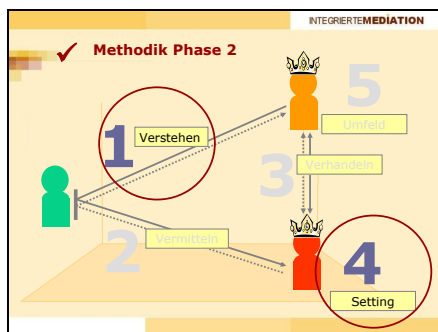 INTEGRIERTEMEDIATION
Methodik Phase 2
5
1
Verstehen
Umfeld
3
Verhandeln
2
Vermitteln
4
Setting